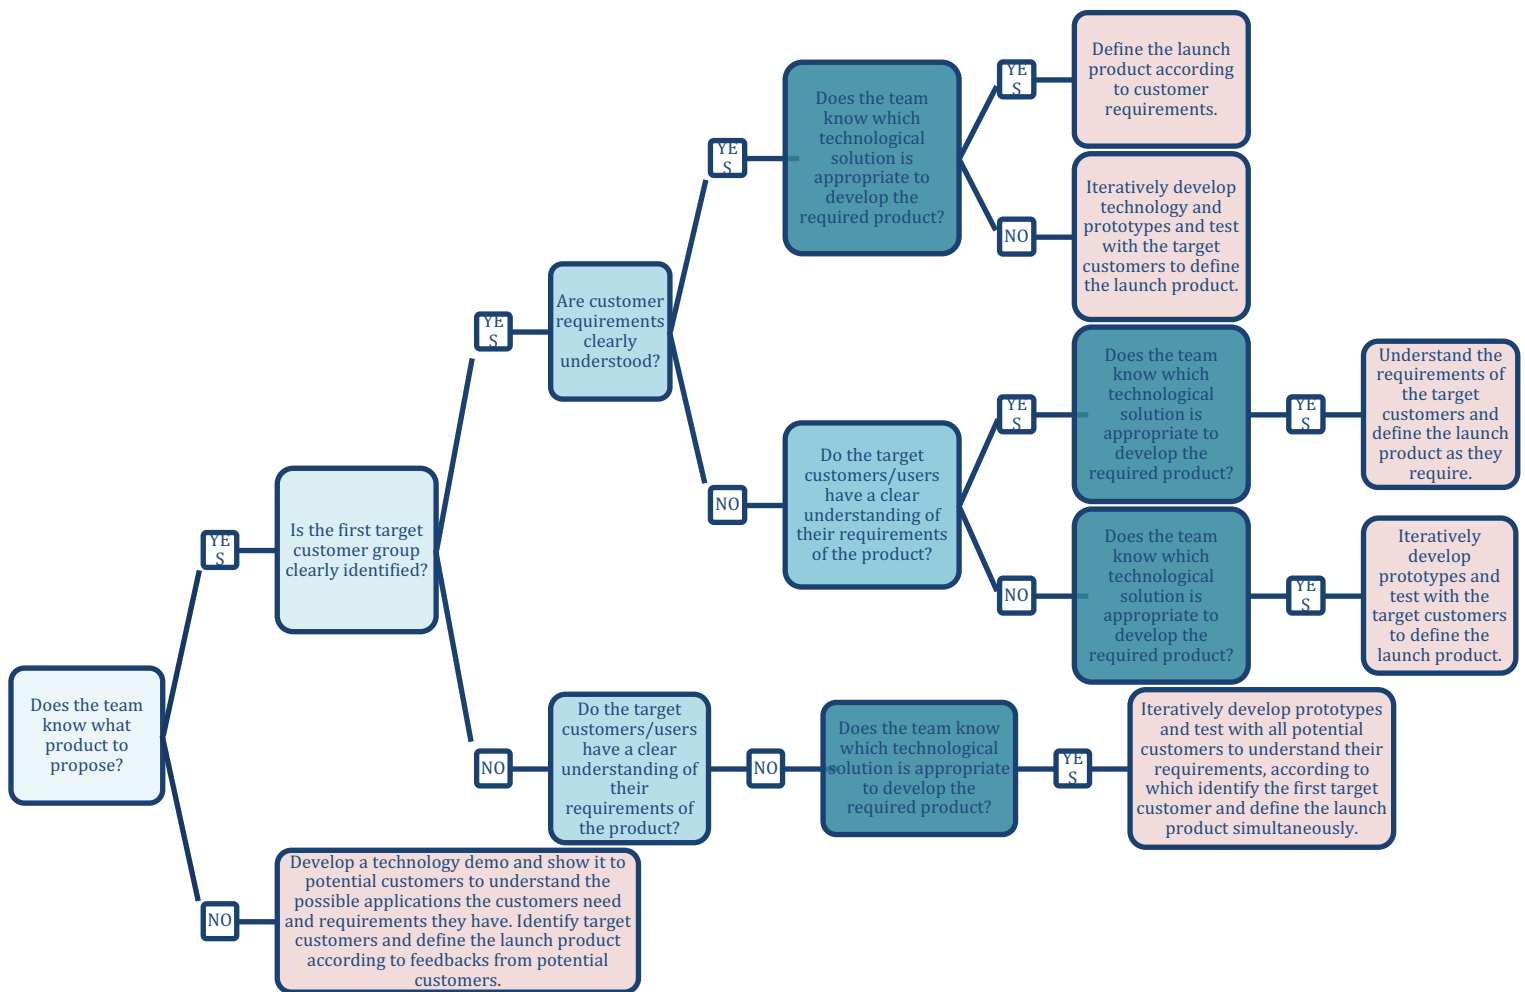 Does the team
know what
product to
propose?
YE
S
NO
Is the first target
customer group
clearly identified?
Develop a technology demo and show it to
potential customers to understand the
possible applications the customers need
and requirements they have. Identify target
customers and define the launch product
according to feedbacks from potential
customers.
YE
S
NO
Are customer
requirements
clearly
understood?
Do the target
customers/users
have a clear
understanding of
their
requirements of
the product?
YE
S
NO
NO
Does the team
know which
technological
solution is
appropriate to
develop the
required product?
Do the target
customers/users
have a clear
understanding of
their requirements
of the product?
Does the team know
which technological
solution is appropriate
to develop the
required product?
YE
S
NO
YE
S
NO
YE
S
Define the launch
product according
to customer
requirements.
Iteratively develop
technology and
prototypes and test
with the target
customers to define
the launch product.
Does the team
know which
technological
solution is
appropriate to
develop the
required product?
Does the team
know which
technological
solution is
appropriate to
develop the
required product?
Iteratively develop prototypes
and test with all potential
customers to understand their
requirements, according to
which identify the first target
customer and define the launch
product simultaneously.
YE
S
YE
S
Understand the
requirements of
the target
customers and
define the launch
product as they
require.
Iteratively
develop
prototypes and
test with the
target customers
to define the
launch product.